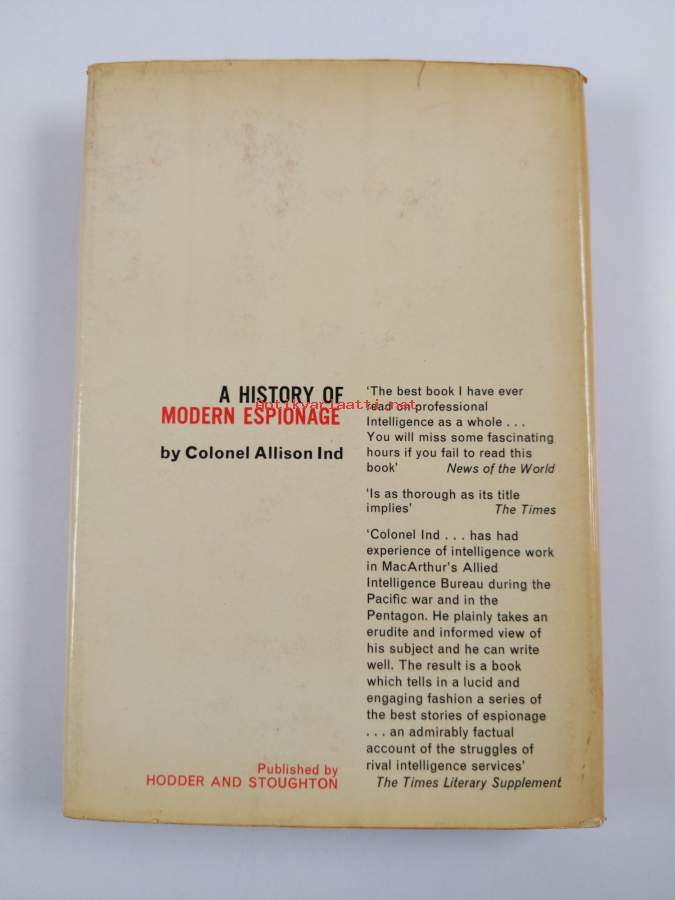 A HISTORY OF
MODERN ESPIONAGE
by Colonel Allison Ind
Published by
HODDER AND STOUGHTON
‘The best book I have ever
read on professional
Intelligence as a whole . . .
You will miss some fascinating
hours if you fail to read this
book’ News of the World
‘Is as thorough as its title
implies’ The Times
‘Colonel Ind . . . has had
experience of intelligence work
in MacArthur's Allied
Intelligence Bureau during the
Pacific war and in the
Pentagon. He plainly takes an
erudite and informed view of
his subject and he can write
well. The result is a book
which tells in a lucid and
engaging fashion a series of
the best stories of espionage
. . . an admirably factual
account of the struggles of
rival intelligence services’
The Times Literary Supplement
antikvariaatti.net